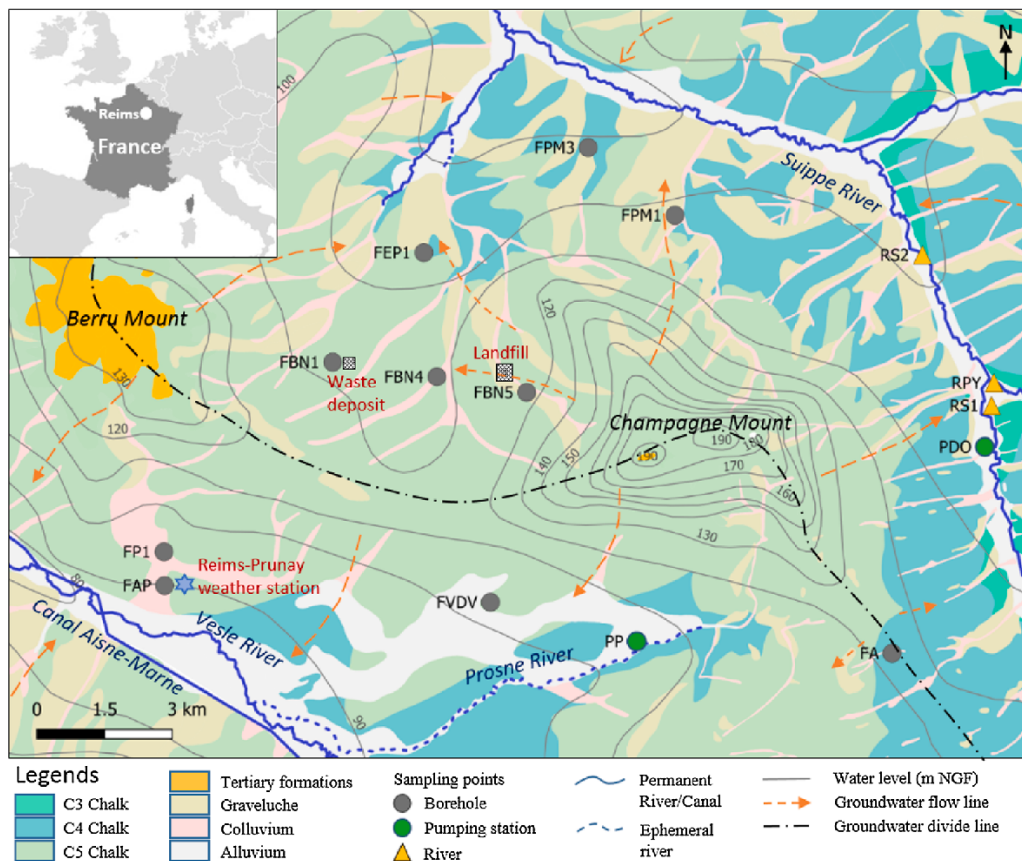 Reims
France
N
100
Suippe River
FPM3
FPM1
FEP1
RS2
120
Berru Mount
130
120
FBN1
Waste
deposit
FBN4
Landfill
FBN5
RPY
RS1
PDO
Champagne Mount
190
190
180
170
160
150
140
130
FP1
FAP
Reims-Prunay
weather station
80
FVDV
PP
FA
Vesle River
Canal Aisne-Marne
Prosne River
90
0 1.5 3 km
Legends
C3 Chalk
C4 Chalk
C5 Chalk
Tertiary formations
Graveluche
Colluvium
Alluvium
Sampling points
Borehole
Pumping station
River
Permanent
River/Canal
Ephemeral
river
Water level (m NGF)
Groundwater flow line
Groundwater divide line